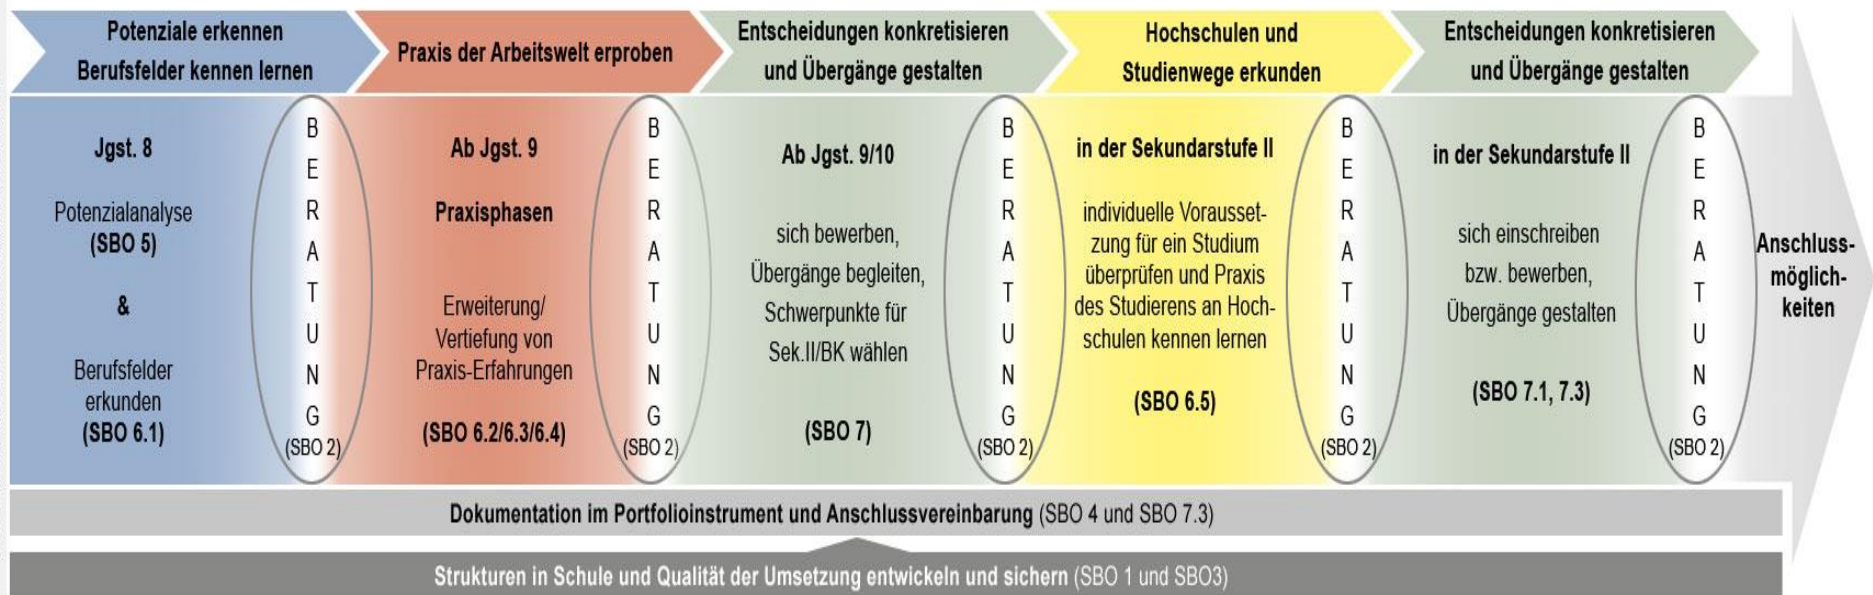 Potenziale erkennen
Berufsfelder kennen lernen
Praxis der Arbeitswelt erproben
Entscheidungen konkretisieren
und Übergänge gestalten
Hochschulen und
Studienwege erkunden
Entscheidungen konkretisieren
und Übergänge gestalten
Jgst. 8
Potenzialanalyse
(SBO 5)
&
Berufsfelder
erkunden
(SBO 6.1)
B
E
R
A
T
U
N
G
(SBO 2)
Ab Jgst. 9
Praxisphasen
Erweiterung/
Vertiefung von
Praxis-Erfahrungen
(SBO 6.2/6.3/6.4)
B
E
R
A
T
U
N
G
(SBO 2)
Ab Jgst. 9/10
sich bewerben,
Übergänge begleiten,
Schwerpunkte für
Sek.II/BK wählen
(SBO 7)
B
E
R
A
T
U
N
G
(SBO 2)
in der Sekundarstufe II
individuelle Vorausset-
zung für ein Studium
überprüfen und Praxis
des Studierens an Hoch-
schulen kennen lernen
(SBO 6.5)
B
E
R
A
T
U
N
G
(SBO 2)
in der Sekundarstufe II
sich einschreiben
bzw. bewerben,
Übergänge gestalten
(SBO 7.1, 7.3)
B
E
R
A
T
U
N
G
(SBO 2)
Anschluss-
möglich-
keiten
Dokumentation im Portfolioinstrument und Anschlussvereinbarung (SBO 4 und SBO 7.3)
Strukturen in Schule und Qualität der Umsetzung entwickeln und sichern (SBO 1 und SBO3)